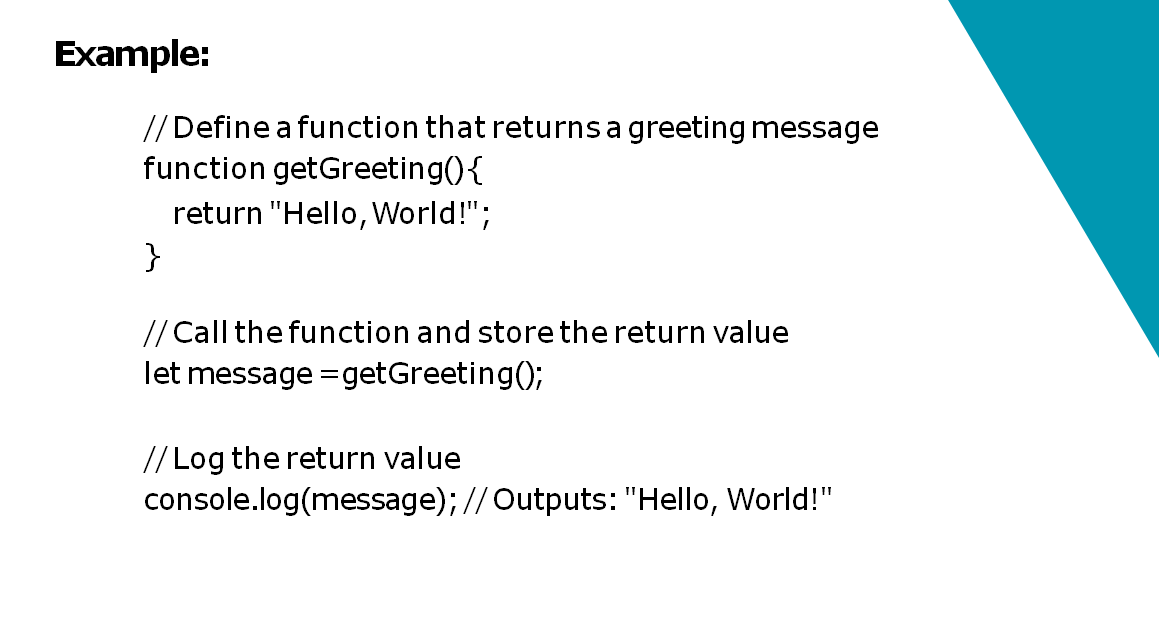 Example:
// Define a function that returns a greeting message
function getGreeting() {
return "Hello, World!";
}
// Call the function and store the return value
let message = getGreeting();
// Log the return value
console.log(message); // Outputs: "Hello, World!"